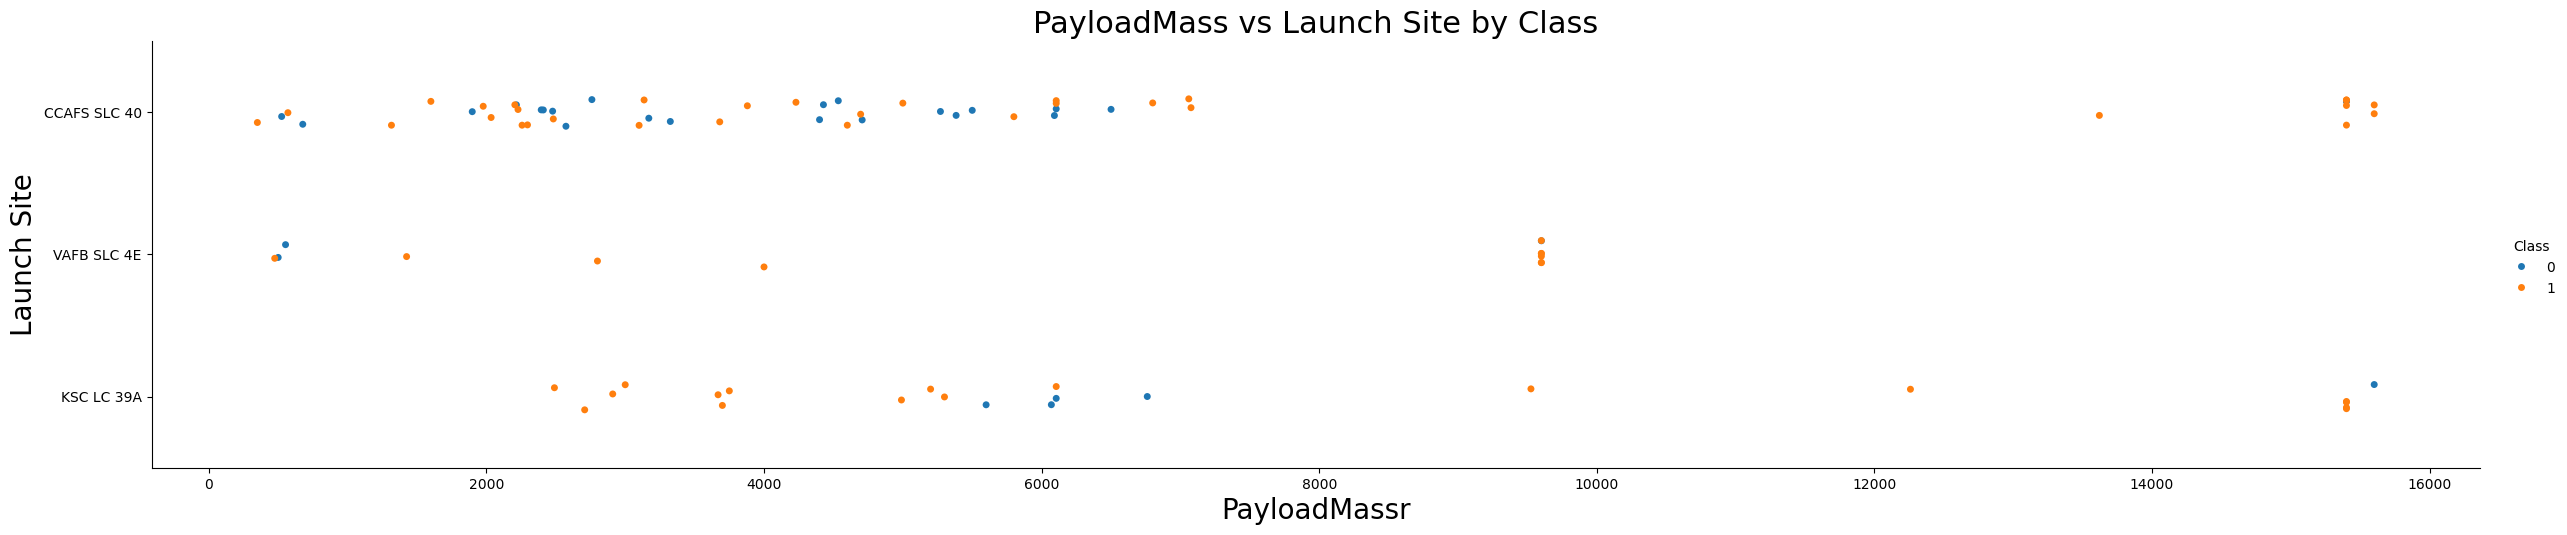 PayloadMass vs Launch Site by Class
Launch Site
CCAFS SLC 40
VAFB SLC 4E
KSC LC 39A
0 2000 4000 6000 8000 10000 12000 14000 16000
PayloadMassr
Class
0
1